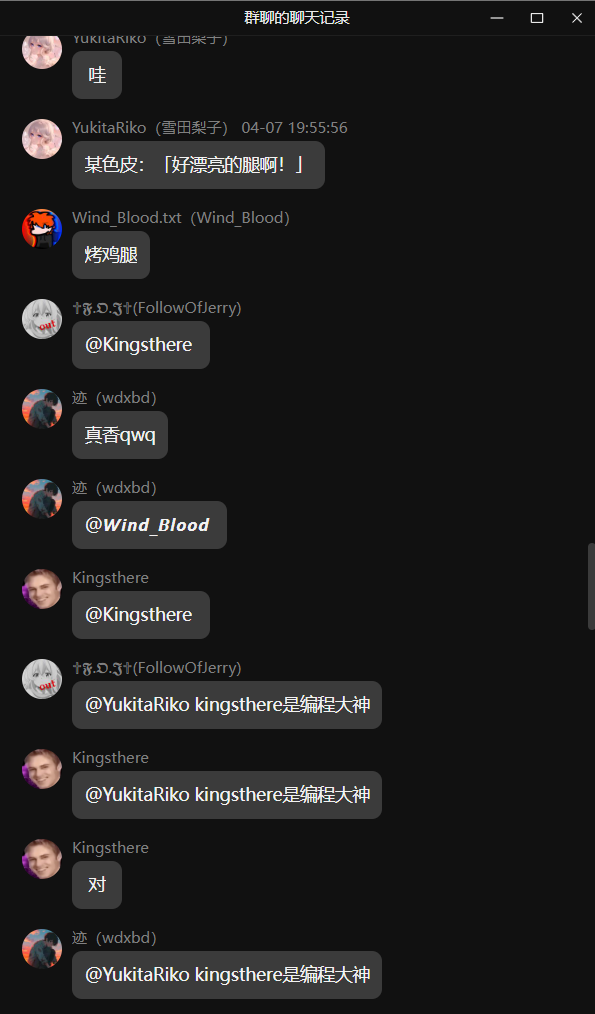 群聊的聊天记录
YukitaRiko（雪田梨子）
哇
YukitaRiko（雪田梨子） 04-07 19:55:56
某色皮：「好漂亮的腿啊！」
Wind_Blood.txt（Wind_Blood）
烤鸡腿
✝𝕱.𝕺.𝕵✝(FollowOfJerry)
out
@Kingsthere
迹（wdxbd）
真香qwq
迹（wdxbd）
@𝙒𝙞𝙣𝙙_𝘽𝙡𝙤𝙤𝙙
Kingsthere
@Kingsthere
✝𝕱.𝕺.𝕵✝(FollowOfJerry)
out
@YukitaRiko kingsthere是编程大神
Kingsthere
@YukitaRiko kingsthere是编程大神
Kingsthere
对
迹（wdxbd）
@YukitaRiko kingsthere是编程大神